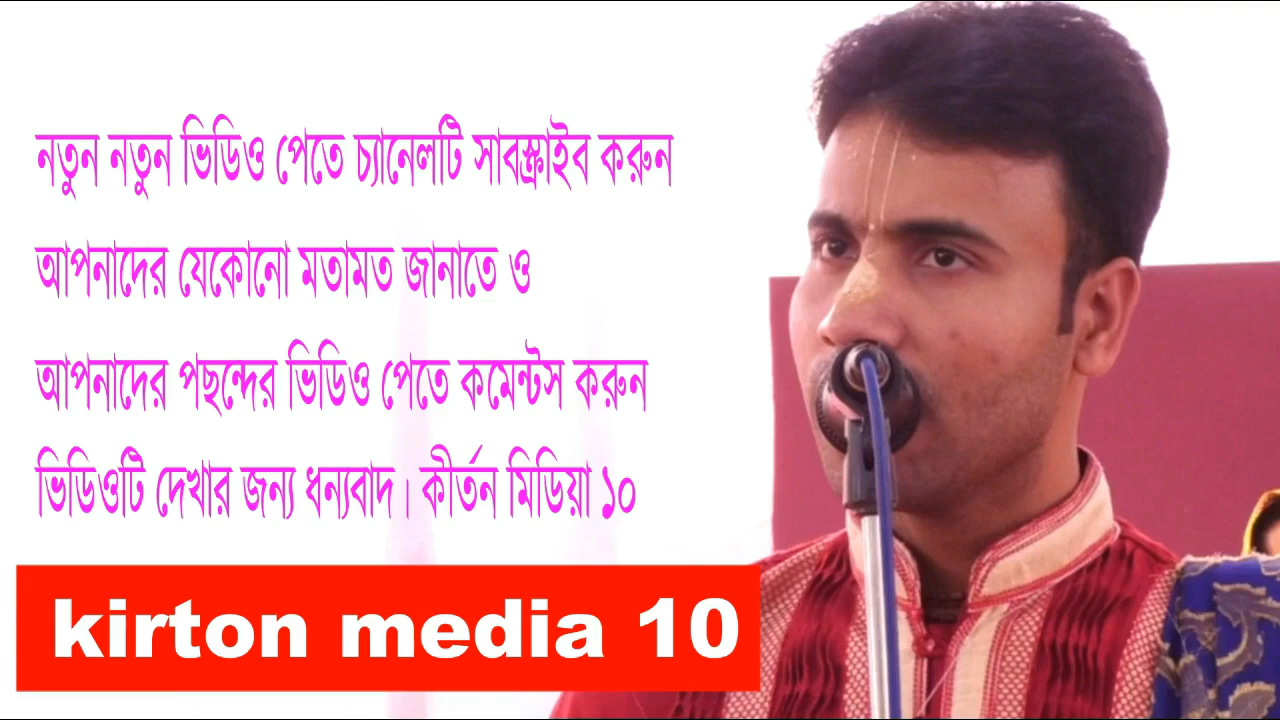 নতুন নতুন ভিডিও পেতে চ্যানেলটি সাবস্ক্রাইব করুন
আপনাদের যেকোনো মতামত জানাতে ও
আপনাদের পছন্দের ভিডিও পেতে কমেন্টস করুন
ভিডিওটি দেখার জন্য ধন্যবাদ। কীর্তন মিডিয়া ১০
kirton media 10